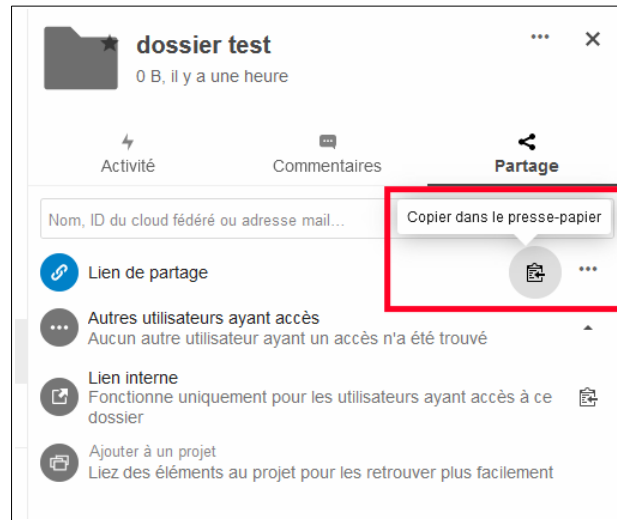 dossier test
0 B, il y a une heure
Activité
Commentaires
Partage
Nom, ID du cloud fédéré ou adresse mail...
Copier dans le presse-papier
Lien de partage
Autres utilisateurs ayant accès
Aucun autre utilisateur ayant un accès n'a été trouvé
Lien interne
Fonctionne uniquement pour les utilisateurs ayant accès à ce
dossier
Ajouter à un projet
Liez des éléments au projet pour les retrouver plus facilement